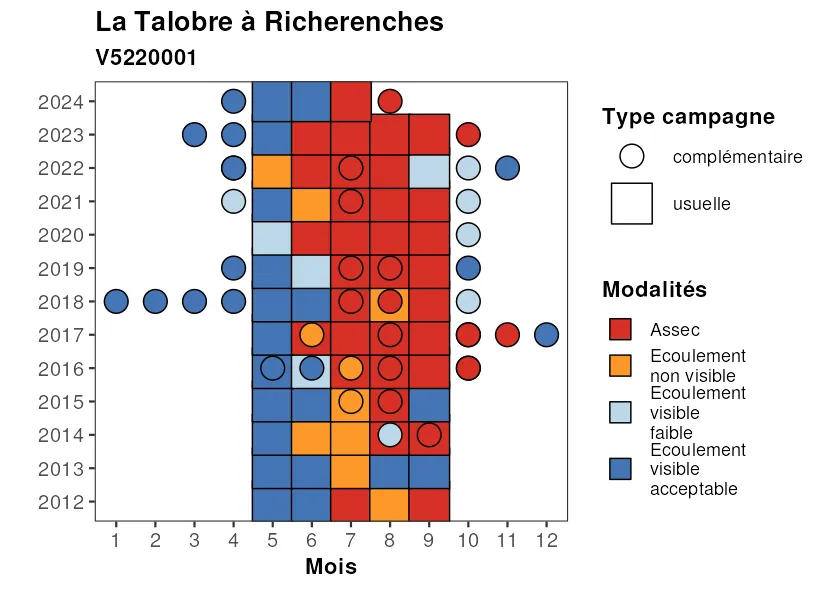 La Talobre à Richerenches
V5220001
2024
2023
2022
2021
2020
2019
2018
2017
2016
2015
2014
2013
2012
1 2 3 4 5 6 7 8 9 10 11 12
Mois
Type campagne
complémentaire
usuelle
Modalités
Assec
Ecoulement
non visible
Ecoulement
visible
faible
Ecoulement
visible
acceptable